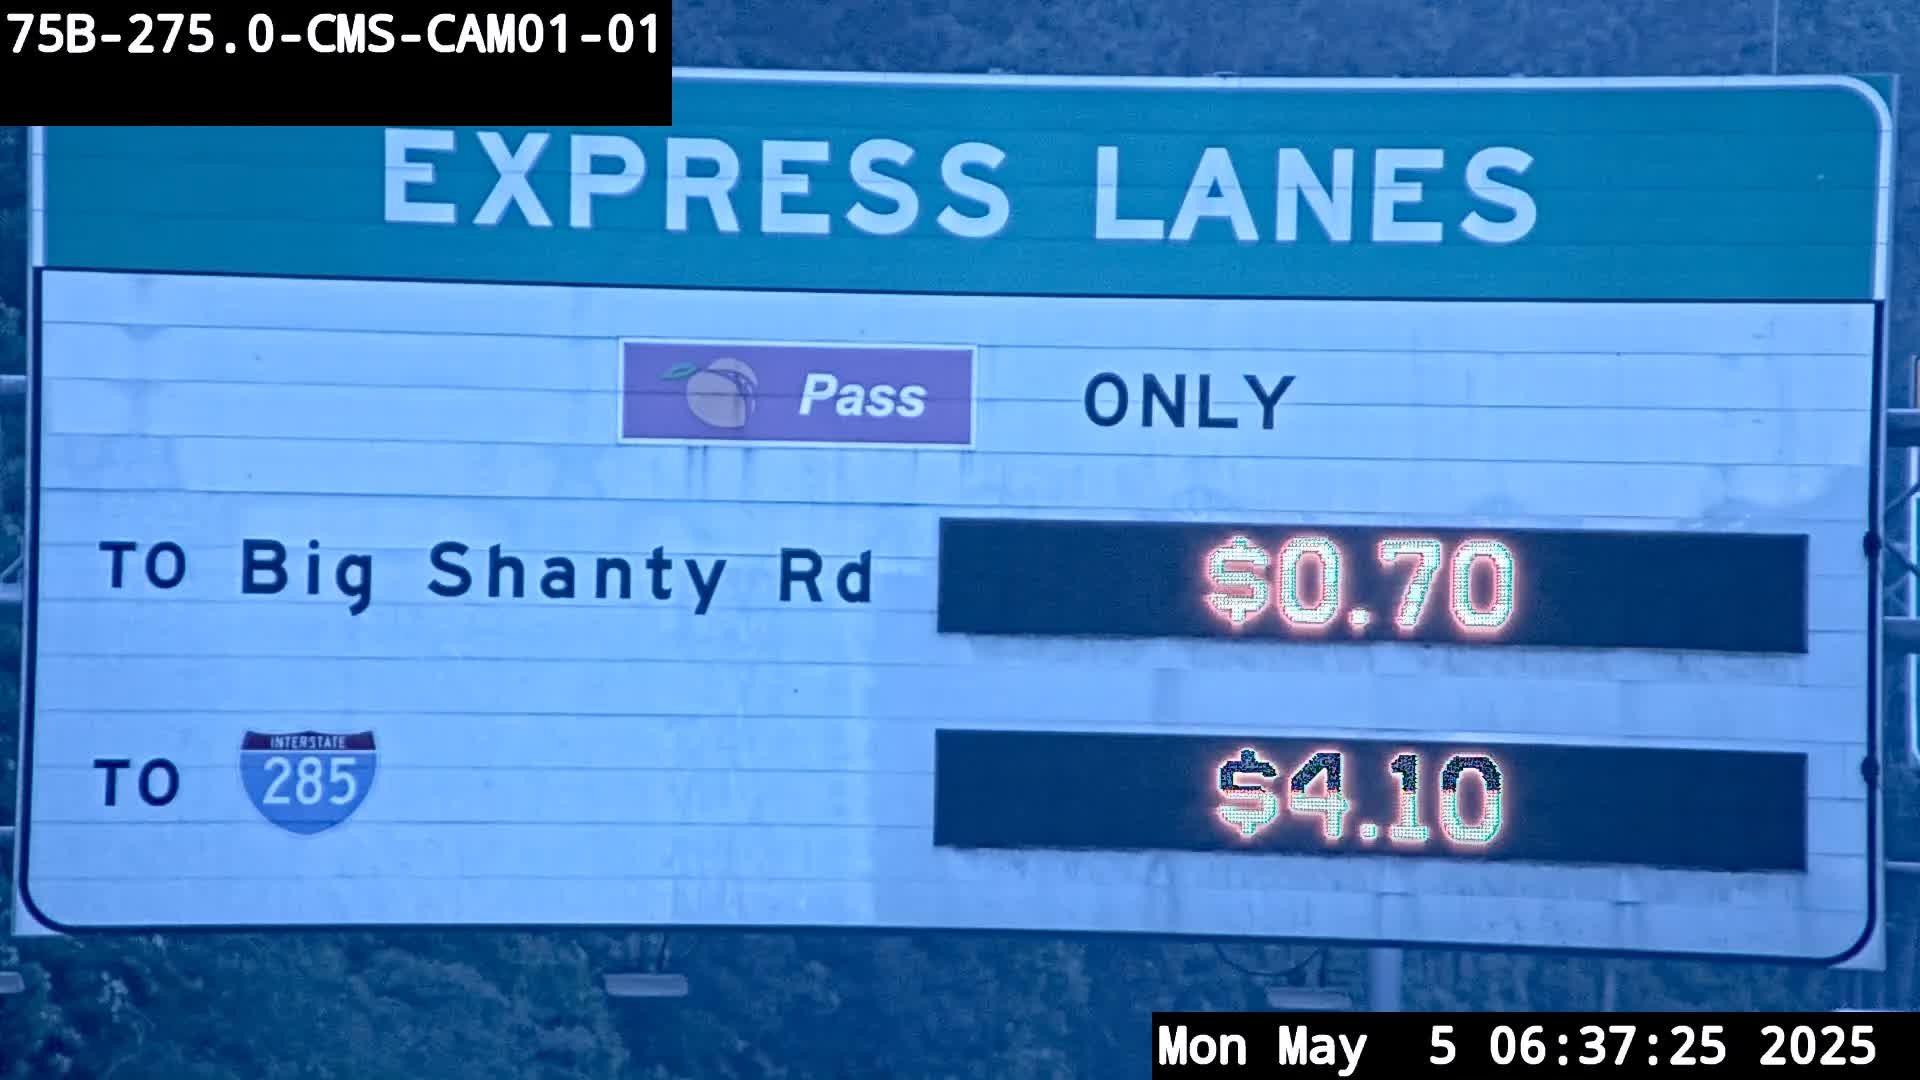 75B-275.0-CMS-CAM01-01
EXPRESS LANES
Pass ONLY
TO Big Shanty Rd $0.70
TO INTERSTATE 285 $4.10
Mon May 5 06:37:25 2025